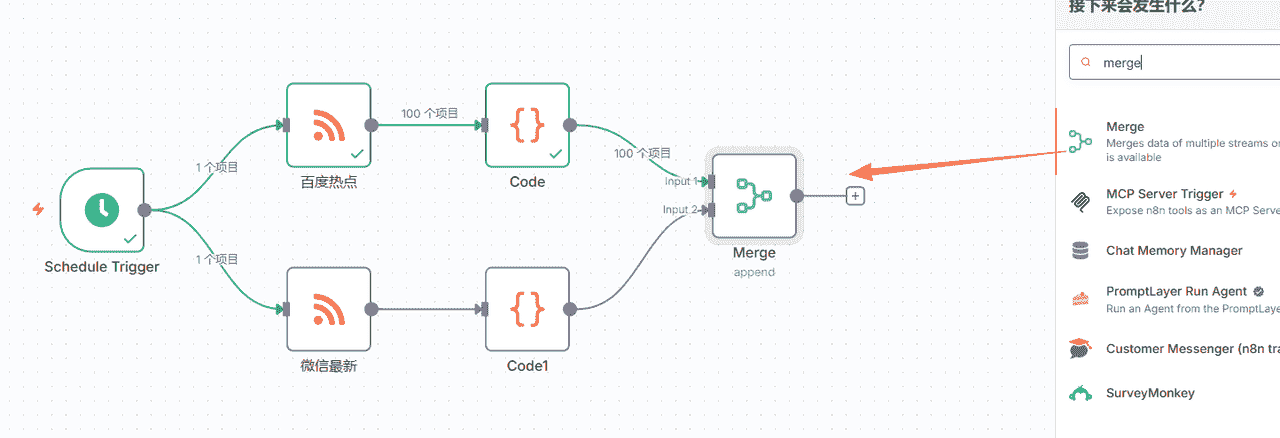 接下来会发生什么?
merge
Merge
Merges data of multiple streams
is available
MCP Server Trigger
Expose n8n tools as an MCP Serve
Chat Memory Manager
PromptLayer Run Agent
Run an Agent from the PromptLayer
Customer Messenger (n8n tra
SurveyMonkey
100 个项目
100 个项目
1 个项目
百度热点
Code
Input 1
Input 2
Schedule Trigger
Merge
append
1 个项目
微信最新
Code1